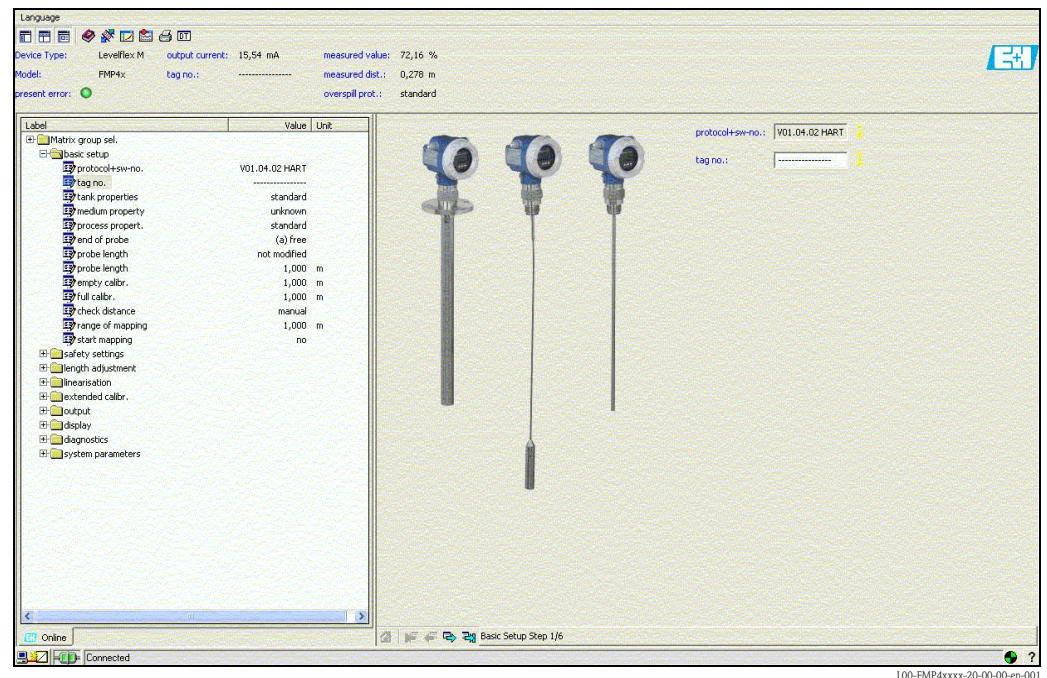 Language
DT
Device Type: Levelflex M output current: 15,54 mA measured value: 72,16 %
Model: FMP4x tag no.: ---------------- measured dist.: 0,278 m
present error: overspill prot.: standard
E+H
Label Value Unit
Matrix group sel.
basic setup
protocol+sw-no. V01.04.02 HART
tag no. ----------------
tank properties standard
medium property unknown
process propert. standard
end of probe (a) free
probe length not modified
probe length 1,000 m
empty calibr. 1,000 m
full calibr. 1,000 m
check distance manual
range of mapping 1,000 m
start mapping no
safety settings
length adjustment
linearisation
extended calibr.
output
display
diagnostics
system parameters
protocol+sw-no.: V01.04.02 HART
tag no.: ----------------
Online
Basic Setup Step 1/6
Connected
?
L00-FMP4xxxx-20-00-00-en-001